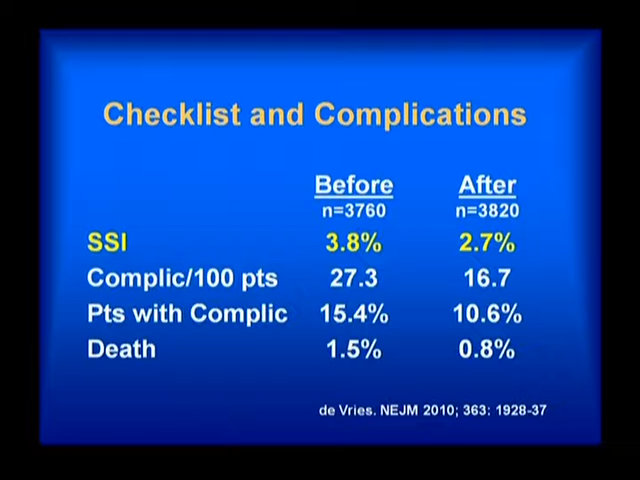 Checklist and Complications
Before After
n=3760 n=3820
SSI 3.8% 2.7%
Complic/100 pts 27.3 16.7
Pts with Complic 15.4% 10.6%
Death 1.5% 0.8%
de Vries. NEJM 2010; 363: 1928-37